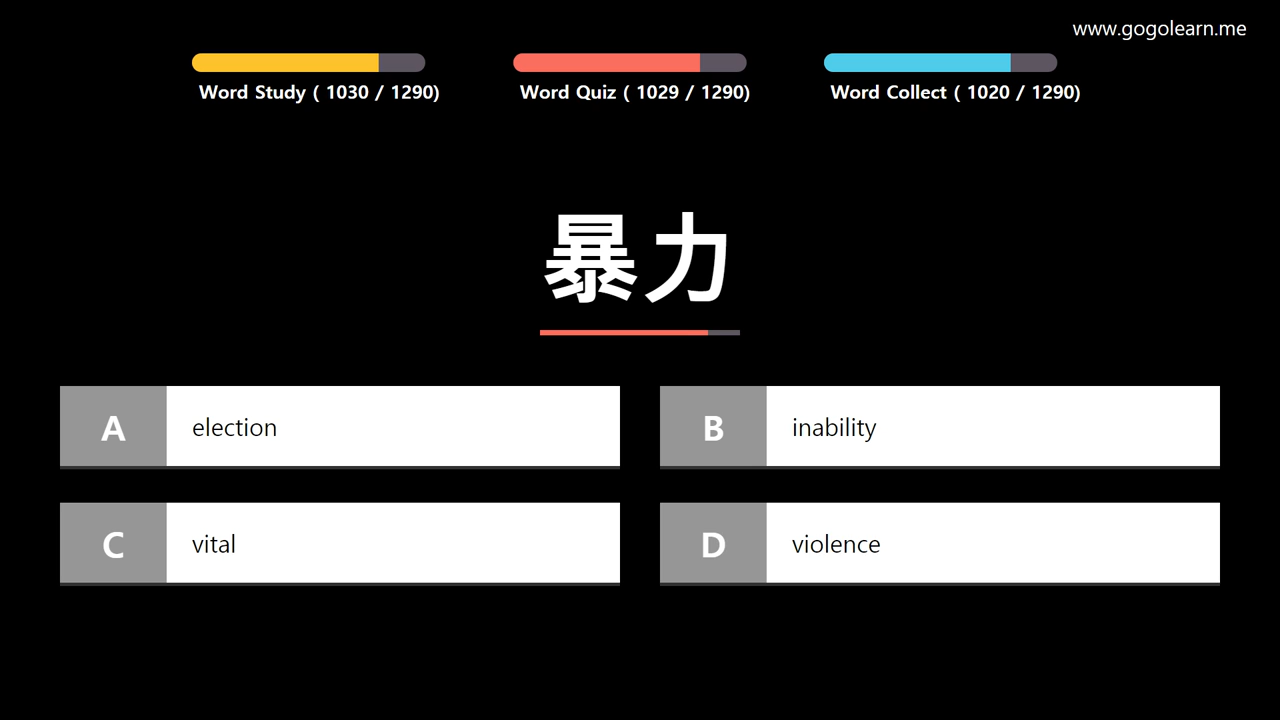 www.gogolearn.me
Word Study ( 1030 / 1290)
Word Quiz ( 1029 / 1290)
Word Collect ( 1020 / 1290)
暴力
A election
B inability
C vital
D violence